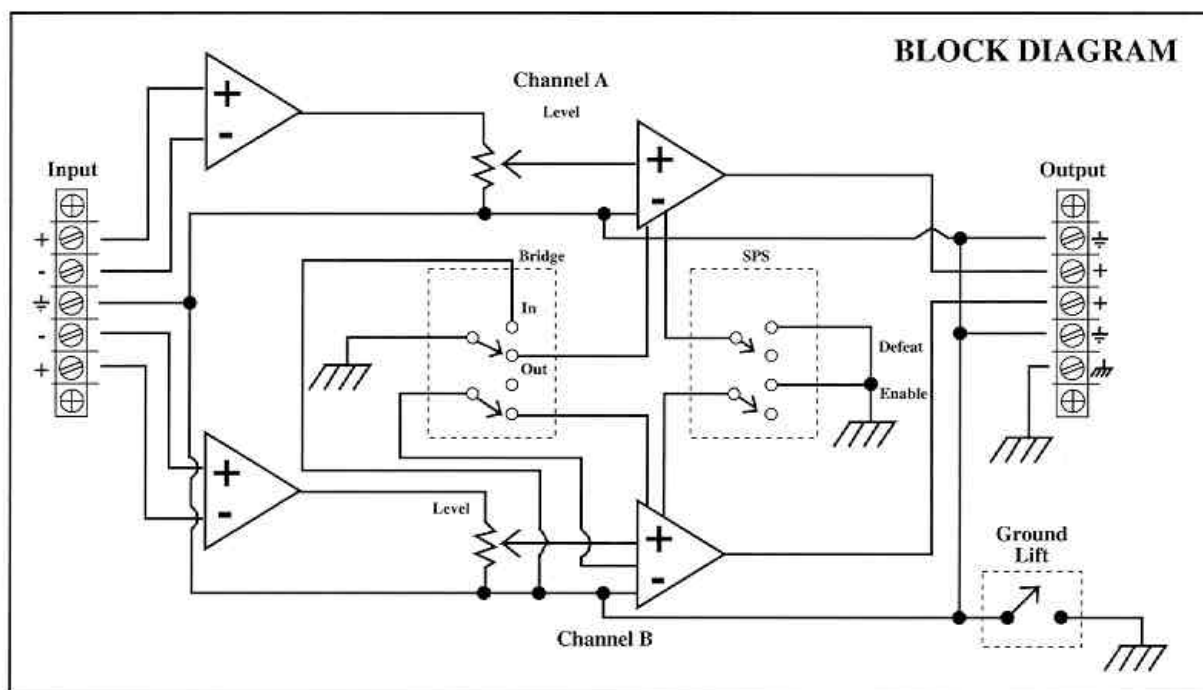 BLOCK DIAGRAM
Channel A
Level
Input
Output
+
-
+
-
+
-
-
+
+
+
Bridge
In
Out
SPS
Defeat
Enable
+
-
Level
+
-
Ground
Lift
Channel B